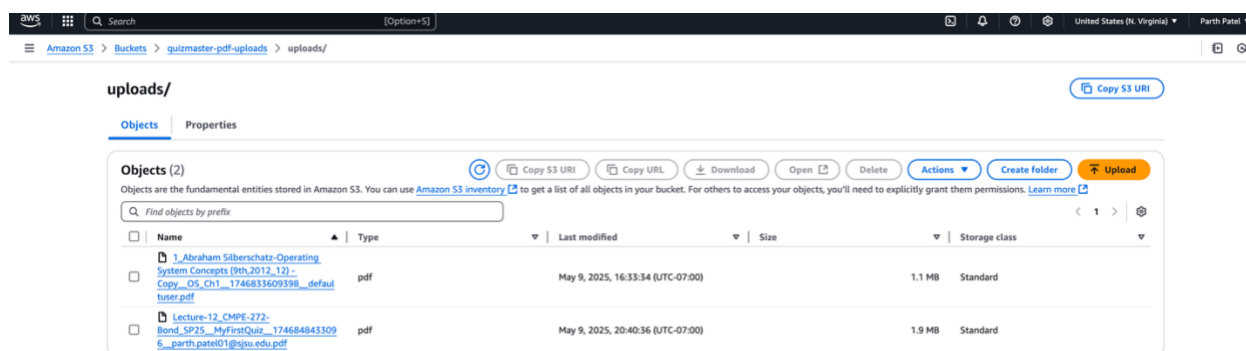 aws Search [Option+S] United States (N. Virginia) Parth Patel
Amazon S3 > Buckets > quizmaster-pdf-uploads > uploads/
uploads/
Copy S3 URI
Objects Properties
Objects (2) Copy S3 URI Copy URL Download Open Delete Actions Create folder Upload
Objects are the fundamental entities stored in Amazon S3. You can use Amazon S3 inventory to get a list of all objects in your bucket. For others to access your objects, you'll need to explicitly grant them permissions. Learn more
Find objects by prefix
< 1 >
Name Type Last modified Size Storage class
1_Abraham Silberschatz-Operating
System Concepts (9th,2012_12) -
Copy__OS_Ch1__1746833609398__defaul
tuser.pdf
pdf May 9, 2025, 16:33:34 (UTC-07:00) 1.1 MB Standard
Lecture-12_CMPE-272-
Bond_SP25__MyFirstQuiz__174684843309
6__parth.patel01@sjsu.edu.pdf
pdf May 9, 2025, 20:40:36 (UTC-07:00) 1.9 MB Standard